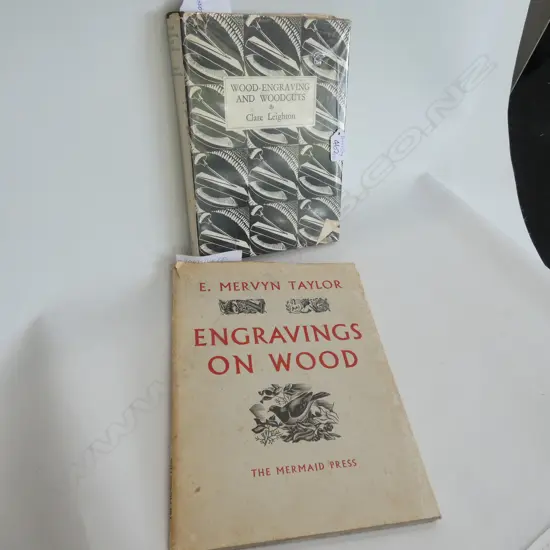 WOOD-ENGRAVING
AND WOODCUTS
Clare Leighton
E. MERVYN TAYLOR
ENGRAVINGS
ON WOOD
THE MERMAID PRESS